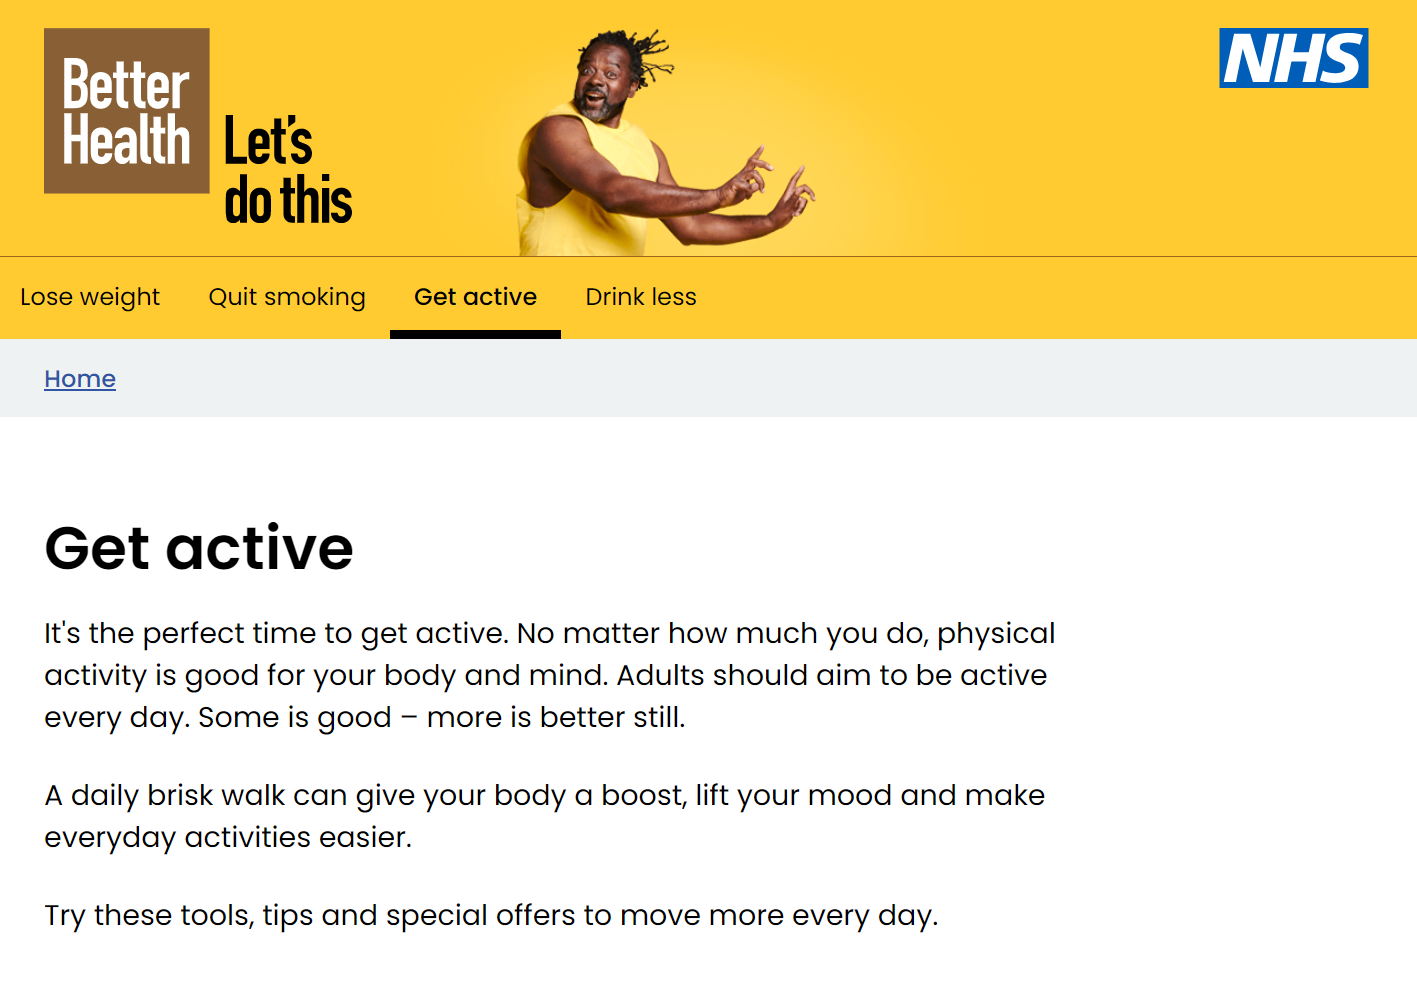 Better
Health
Let's
do this
NHS
Lose weight
Quit smoking
Get active
Drink less
Home
Get active
It's the perfect time to get active. No matter how much you do, physical
activity is good for your body and mind. Adults should aim to be active
every day. Some is good – more is better still.
A daily brisk walk can give your body a boost, lift your mood and make
everyday activities easier.
Try these tools, tips and special offers to move more every day.